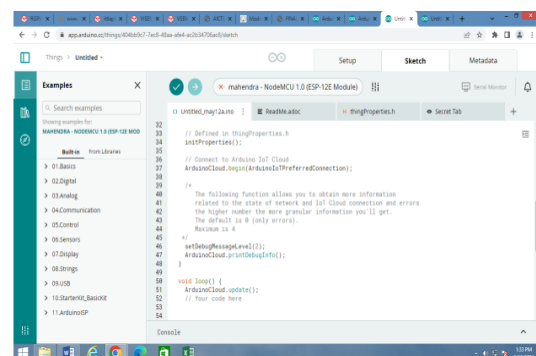 app.arduino.cc/things/
Things > Untitled
Setup
Sketch
Metadata
Examples
X
mahendra - NodeMCU 1.0 (ESP-12E Module)
Serial Monitor
Search examples
Showing examples for:
MAHENDRA - NODEMCU 1.0 (ESP-12E MOD
Built-in
From Libraries
> 01.Basics
> 02.Digital
> 03.Analog
> 04.Communication
> 05.Control
> 06.Sensors
> 07.Display
> 08.Strings
> 09.USB
> 10.StarterKit_BasicKit
> 11.ArduinoISP
Untitled_may12a.ino
ReadMe.adoc
thingProperties.h
Secret Tab
32
33 // Defined in thingProperties.h
34 initProperties();
35
36 // Connect to Arduino IoT Cloud
37 ArduinoCloud.begin(ArduinoIoTPreferredConnection);
38
39 /*
40 The following function allows you to obtain more information
41 related to the state of network and IoT Cloud connection and errors
42 the higher number the more granular information you'll get.
43 The default is 0 (only errors).
44 Maximum is 4
45 */
46 setDebugMessageLevel(2);
47 ArduinoCloud.printDebugInfo();
48 }
49
50 void loop() {
51 ArduinoCloud.update();
52 // Your code here
53
54
Console
1:33 PM